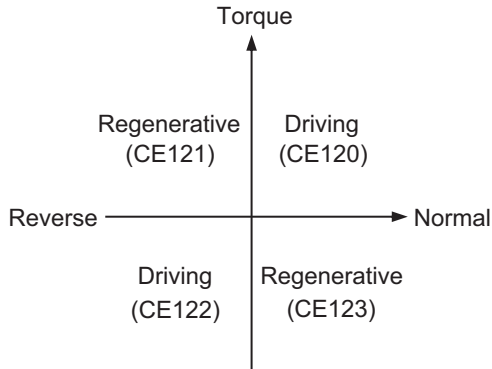 Torque
Regenerative
(CE121)
Driving
(CE120)
Reverse
Normal
Driving
(CE122)
Regenerative
(CE123)